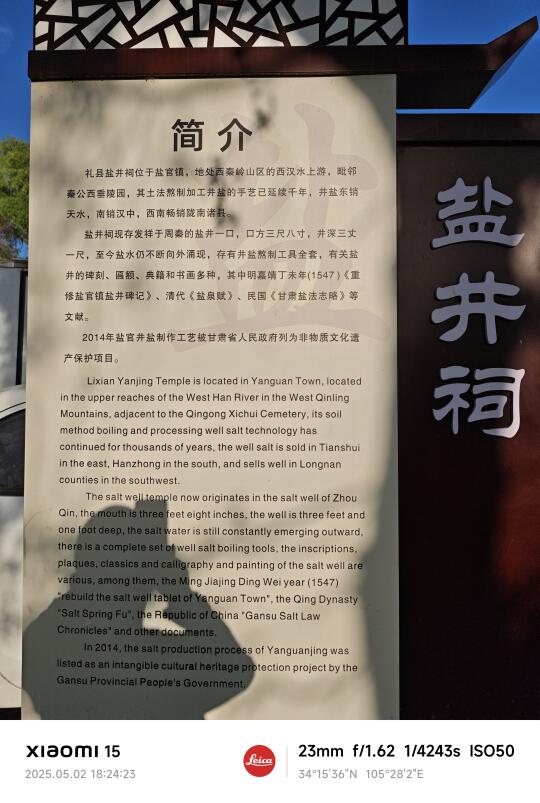 简介
礼县盐井祠位于盐官镇，地处西秦岭山区的西汉水上游，毗邻
秦公西垂陵园，其土法熬制加工井盐的手艺已延续千年，井盐东销
天水，南销汉中，西南畅销陇南诸县。
盐井祠现存发祥于周秦的盐井一口，口方三尺八寸，井深三丈
一尺，至今盐水仍不断向外涌现，存有井盐熬制工具全套，有关盐
井的碑刻、匾额、典籍和书画多种，其中明嘉靖丁未年(1547)《重
修盐官镇盐井碑记》、清代《盐泉赋》、民国《甘肃盐法志略》等
文献。
2014年盐官井盐制作工艺被甘肃省人民政府列为非物质文化遗
产保护项目。
Lixian Yanjing Temple is located in Yanguan Town, located
in the upper reaches of the West Han River in the West Qinling
Mountains, adjacent to the Qingong Xichui Cemetery, its soil
method boiling and processing well salt technology has
continued for thousands of years, the well salt is sold in Tianshui
in the east, Hanzhong in the south, and sells well in Longnan
counties in the southwest.
The salt well temple now originates in the salt well of Zhou
Qin, the mouth is three feet eight inches, the well is three feet and
one foot deep, the salt water is still constantly emerging outward,
there is a complete set of well salt boiling tools, the inscriptions,
plaques, classics and calligraphy and painting of the salt well are
various, among them, the Ming Jiajing Ding Wei year (1547)
"rebuild the salt well tablet of Yanguan Town", the Qing Dynasty
"Salt Spring Fu", the Republic of China "Gansu Salt Law
Chronicles" and other documents.
In 2014, the salt production process of Yanguanjing was
listed as an intangible cultural heritage protection project by the
Gansu Provincial People's Government.
盐
盐井祠
xiaomi 15
2025.05.02 18:24:23
Leica
23mm f/1.62 1/4243s ISO50
34°15'36"N 105°28'2"E